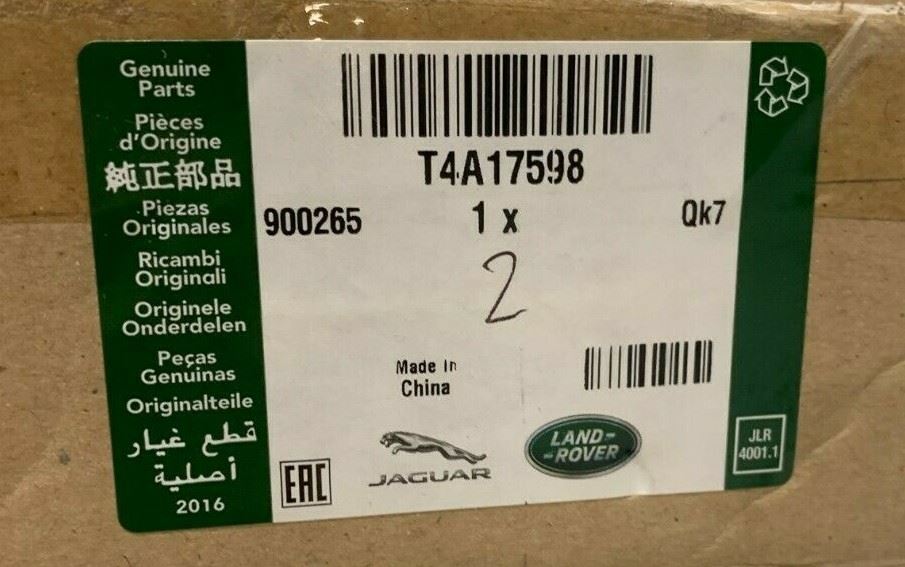 Genuine
Parts
Pièces
d'Origine
純正部品
Piezas
Originales
Ricambi
Originali
Originele
Onderdelen
Peças
Genuinas
Originalteile
قطع غيار
أصلية
2016
T4A17598
900265 1 x Qk7
2
Made In
China
EAC
JAGUAR
LAND-
-ROVER
JLR
4001.1